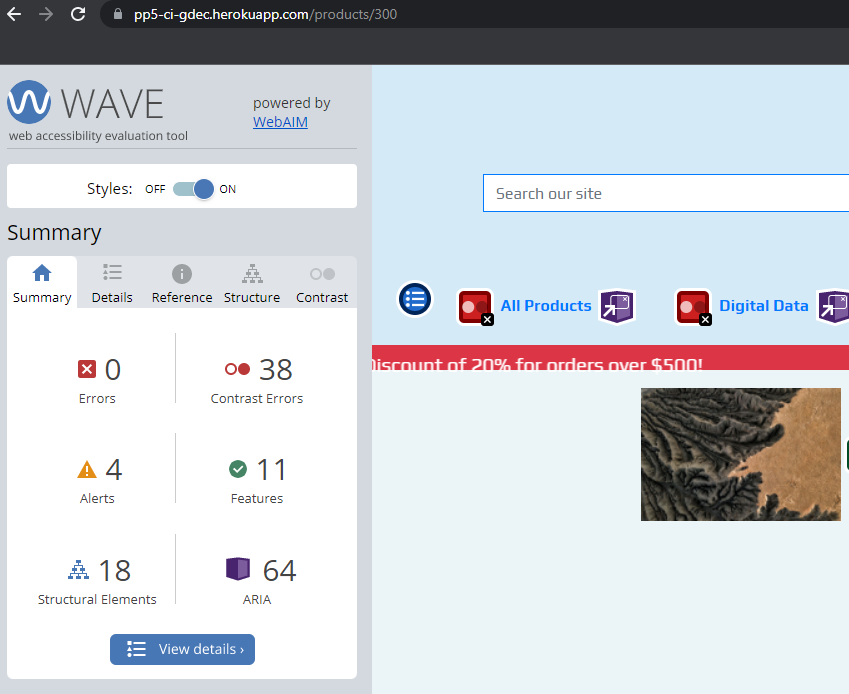 pp5-ci-gdec.herokuapp.com/products/300
WAVE
web accessibility evaluation tool
powered by
WebAIM
Styles: OFF ON
Summary
Summary Details Reference Structure Contrast
0
Errors
38
Contrast Errors
4
Alerts
11
Features
18
Structural Elements
64
ARIA
View details ›
Search our site
All Products
Digital Data
Discount of 20% for orders over $500!